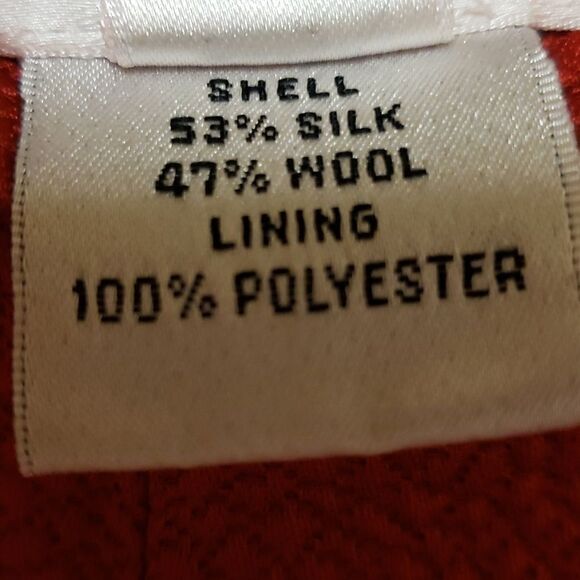 SHELL
53% SILK
47% WOOL
LINING
100% POLYESTER